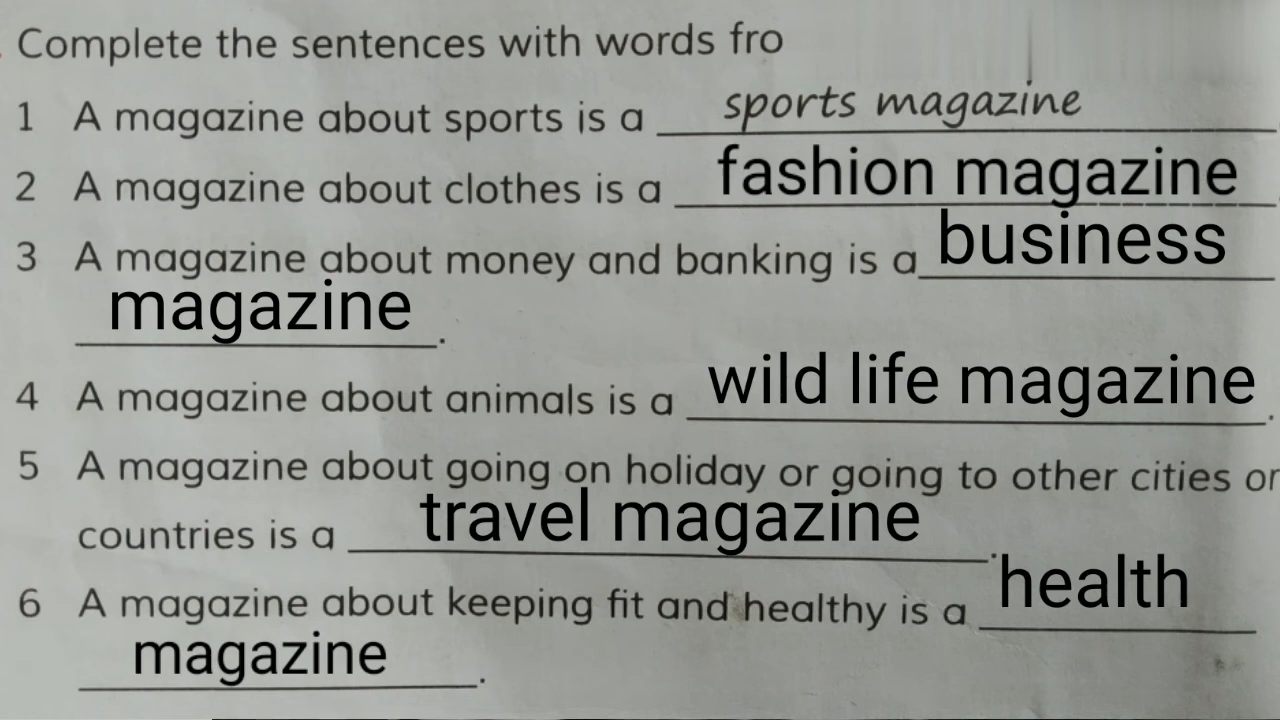 Complete the sentences with words fro
1 A magazine about sports is a sports magazine
2 A magazine about clothes is a fashion magazine
3 A magazine about money and banking is a business
magazine.
4 A magazine about animals is a wild life magazine.
5 A magazine about going on holiday or going to other cities or
countries is a travel magazine.
6 A magazine about keeping fit and healthy is a health
magazine.